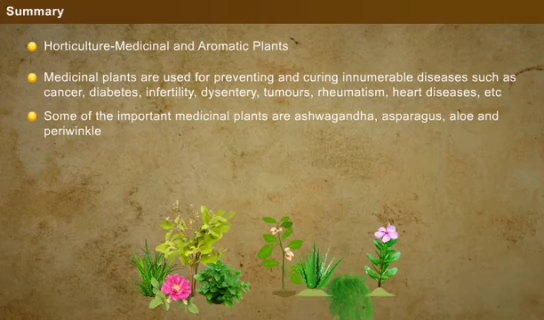 Summary
Horticulture-Medicinal and Aromatic Plants
Medicinal plants are used for preventing and curing innumerable diseases such as
cancer, diabetes, infertility, dysentery, tumours, rheumatism, heart diseases, etc
Some of the important medicinal plants are ashwagandha, asparagus, aloe and
periwinkle